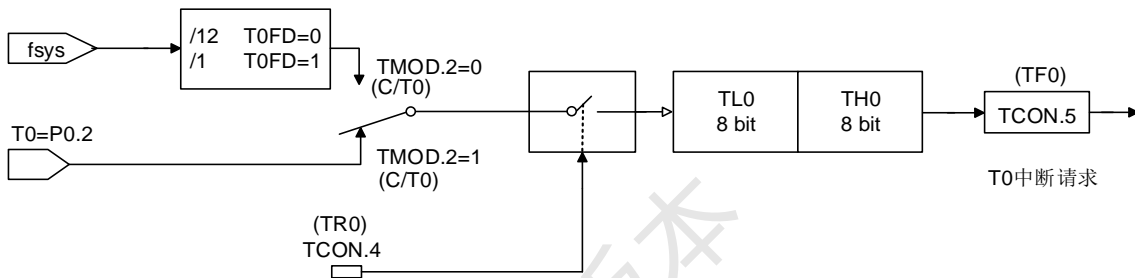 fsys
/12 T0FD=0
/1 T0FD=1
TMOD.2=0
(C/T0)
T0=P0.2
TMOD.2=1
(C/T0)
(TR0)
TCON.4
TL0
8 bit
TH0
8 bit
(TF0)
TCON.5
T0中断请求
本